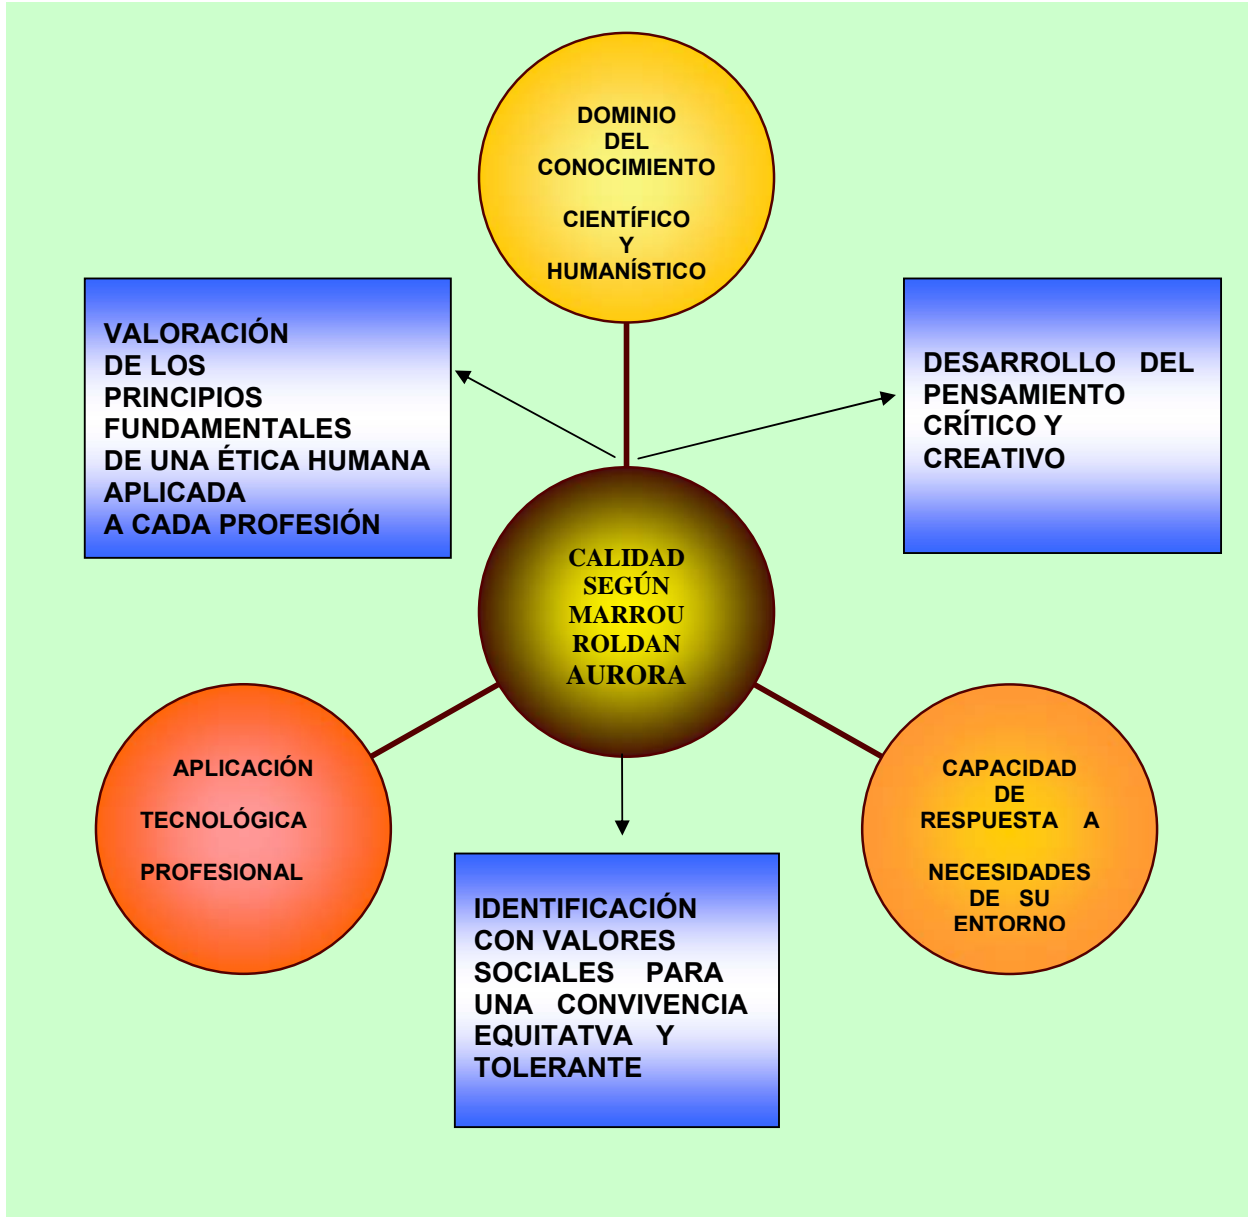 DOMINIO
DEL
CONOCIMIENTO
CIENTÍFICO
Y
HUMANÍSTICO
VALORACIÓN
DE LOS
PRINCIPIOS
FUNDAMENTALES
DE UNA ÉTICA HUMANA
APLICADA
A CADA PROFESIÓN
DESARROLLO DEL
PENSAMIENTO
CRÍTICO Y
CREATIVO
CALIDAD
SEGÚN
MARROU
ROLDAN
AURORA
APLICACIÓN
TECNOLÓGICA
PROFESIONAL
CAPACIDAD
DE
RESPUESTA A
NECESIDADES
DE SU
ENTORNO
IDENTIFICACIÓN
CON VALORES
SOCIALES PARA
UNA CONVIVENCIA
EQUITATVA Y
TOLERANTE